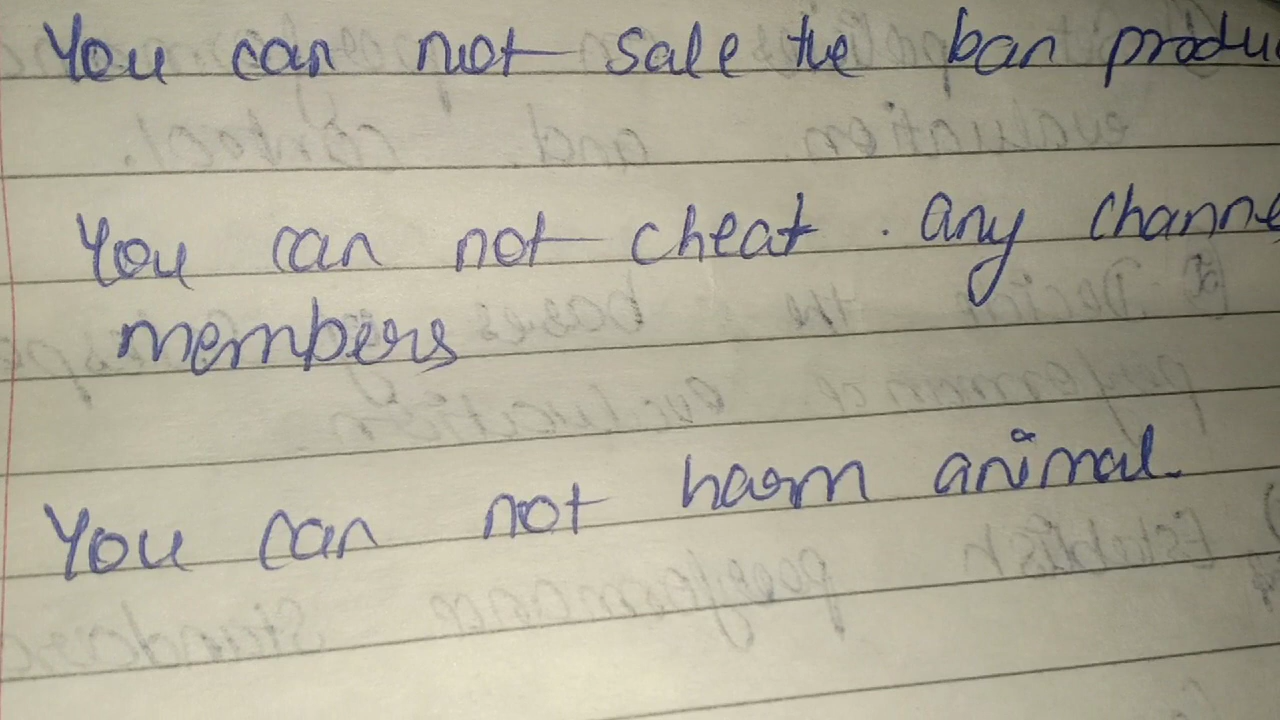 You can not sale the ban produ
You can not cheat . any channe
members
You can not harm animal